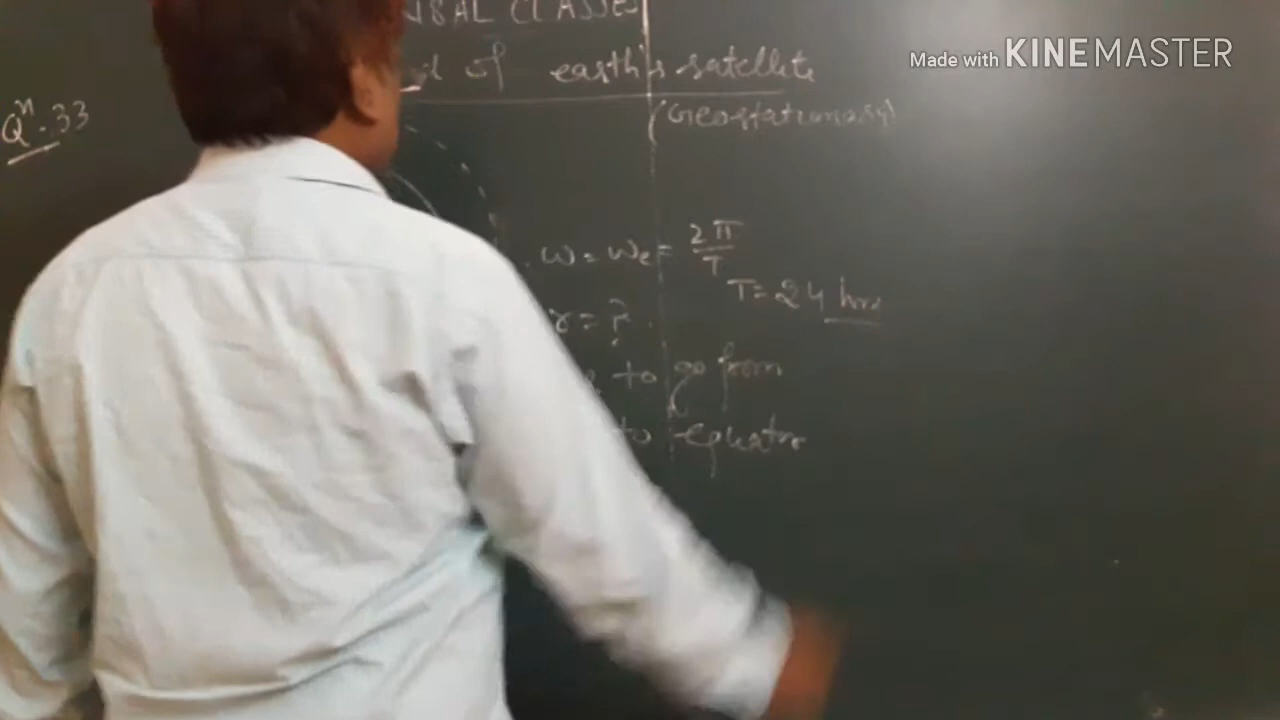 Made with KINEMASTER
CLASSES
of earth's satellite
(Geostationary)
Qⁿ.33
ω = ωe = 2π/T
T = 24 hrs
r = ?
to go from
to equator